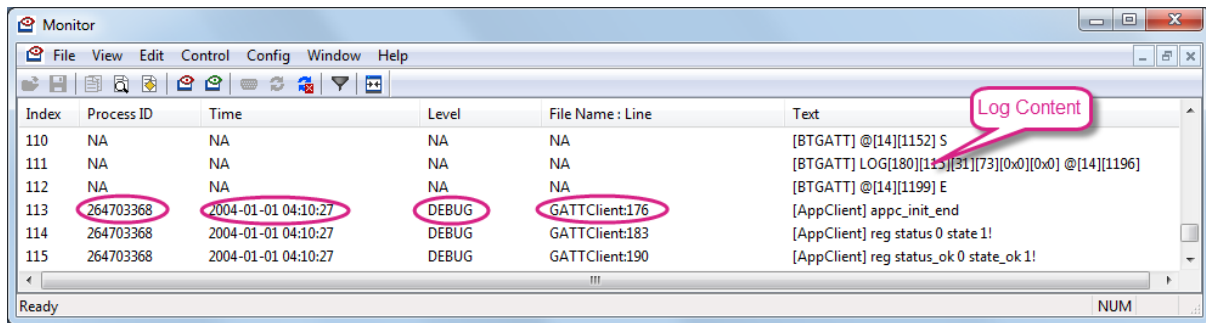 Monitor
File View Edit Control Config Window Help
Index Process ID Time Level File Name : Line Text
Log Content
110 NA NA NA NA [BTGATT] @[14][1152] S
111 NA NA NA NA [BTGATT] LOG[180][115][31][73][0x0][0x0] @[14][1196]
112 NA NA NA NA [BTGATT] @[14][1199] E
113 264703368 2004-01-01 04:10:27 DEBUG GATTClient:176 [AppClient] appc_init_end
114 264703368 2004-01-01 04:10:27 DEBUG GATTClient:183 [AppClient] reg status 0 state 1!
115 264703368 2004-01-01 04:10:27 DEBUG GATTClient:190 [AppClient] reg status_ok 0 state_ok 1!
Ready NUM